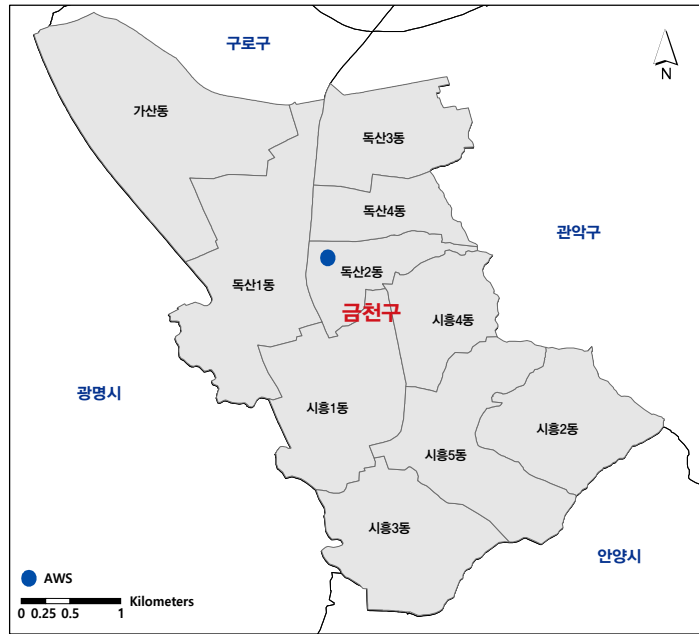 구로구
N
가산동
독산3동
독산4동
관악구
독산2동
독산1동
금천구
시흥4동
광명시
시흥1동
시흥2동
시흥5동
시흥3동
안양시
AWS
Kilometers
0 0.25 0.5 1